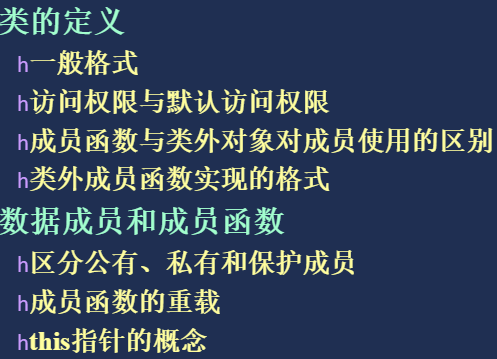 类的定义
h一般格式
h访问权限与默认访问权限
h成员函数与类外对象对成员使用的区别
h类外成员函数实现的格式
数据成员和成员函数
h区分公有、私有和保护成员
h成员函数的重载
hthis指针的概念